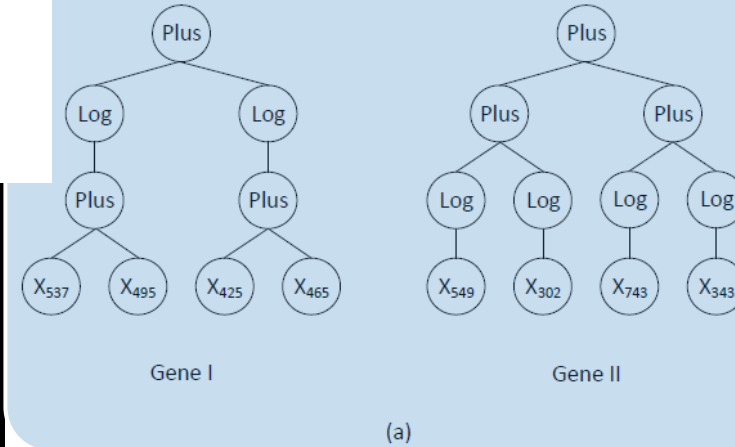 Plus Plus
Log Log Plus Plus
Plus Plus Log Log Log Log
X₅₃₇ X₄₉₅ X₄₂₅ X₄₆₅ X₅₄₉ X₃₀₂ X₇₄₃ X₃₄₃
Gene I Gene II
(a)